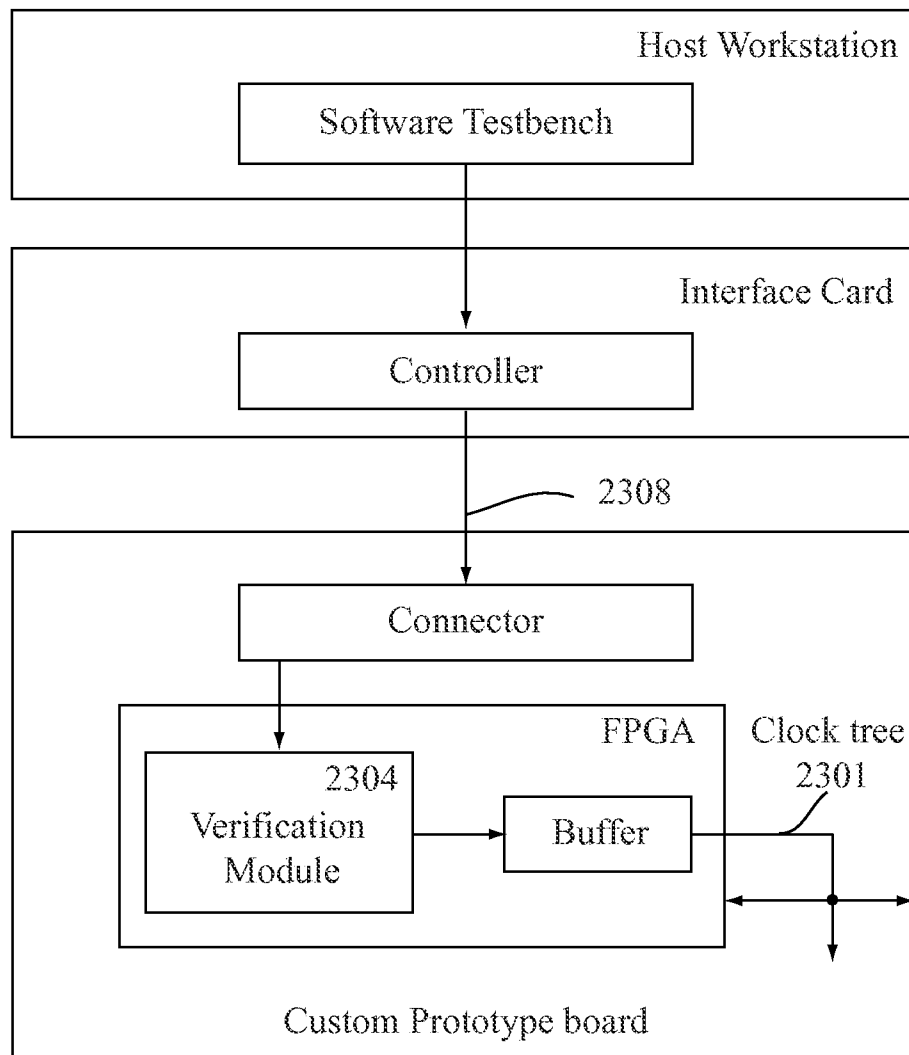 Host Workstation
Software Testbench
Interface Card
Controller
2308
Connector
FPGA
Clock tree
2301
2304
Verification
Module
Buffer
Custom Prototype board